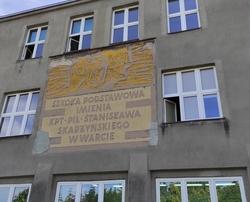 SZKOŁA PODSTAWOWA
IMIENIA
KPT·PIL·STANISŁAWA
SKARŻYŃSKIEGO
W WARCIE